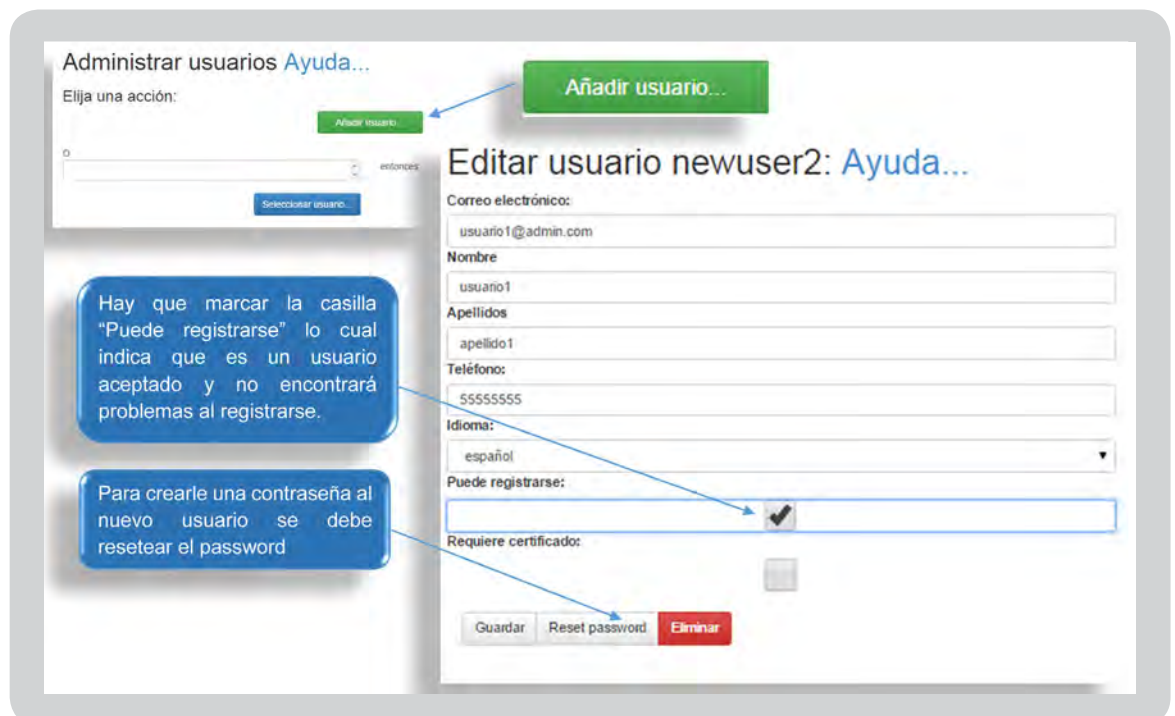 Administrar usuarios Ayuda...
Elija una acción:
Añadir usuario...
o
entonces
Seleccionar usuario...
Añadir usuario...
Editar usuario newuser2: Ayuda...
Correo electrónico:
usuario1@admin.com
Nombre
usuario1
Apellidos
apellido1
Teléfono:
55555555
Idioma:
español
Puede registrarse:
Requiere certificado:
Guardar Reset password Eliminar
Hay que marcar la casilla
“Puede registrarse” lo cual
indica que es un usuario
aceptado y no encontrará
problemas al registrarse.
Para crearle una contraseña al
nuevo usuario se debe
resetear el password